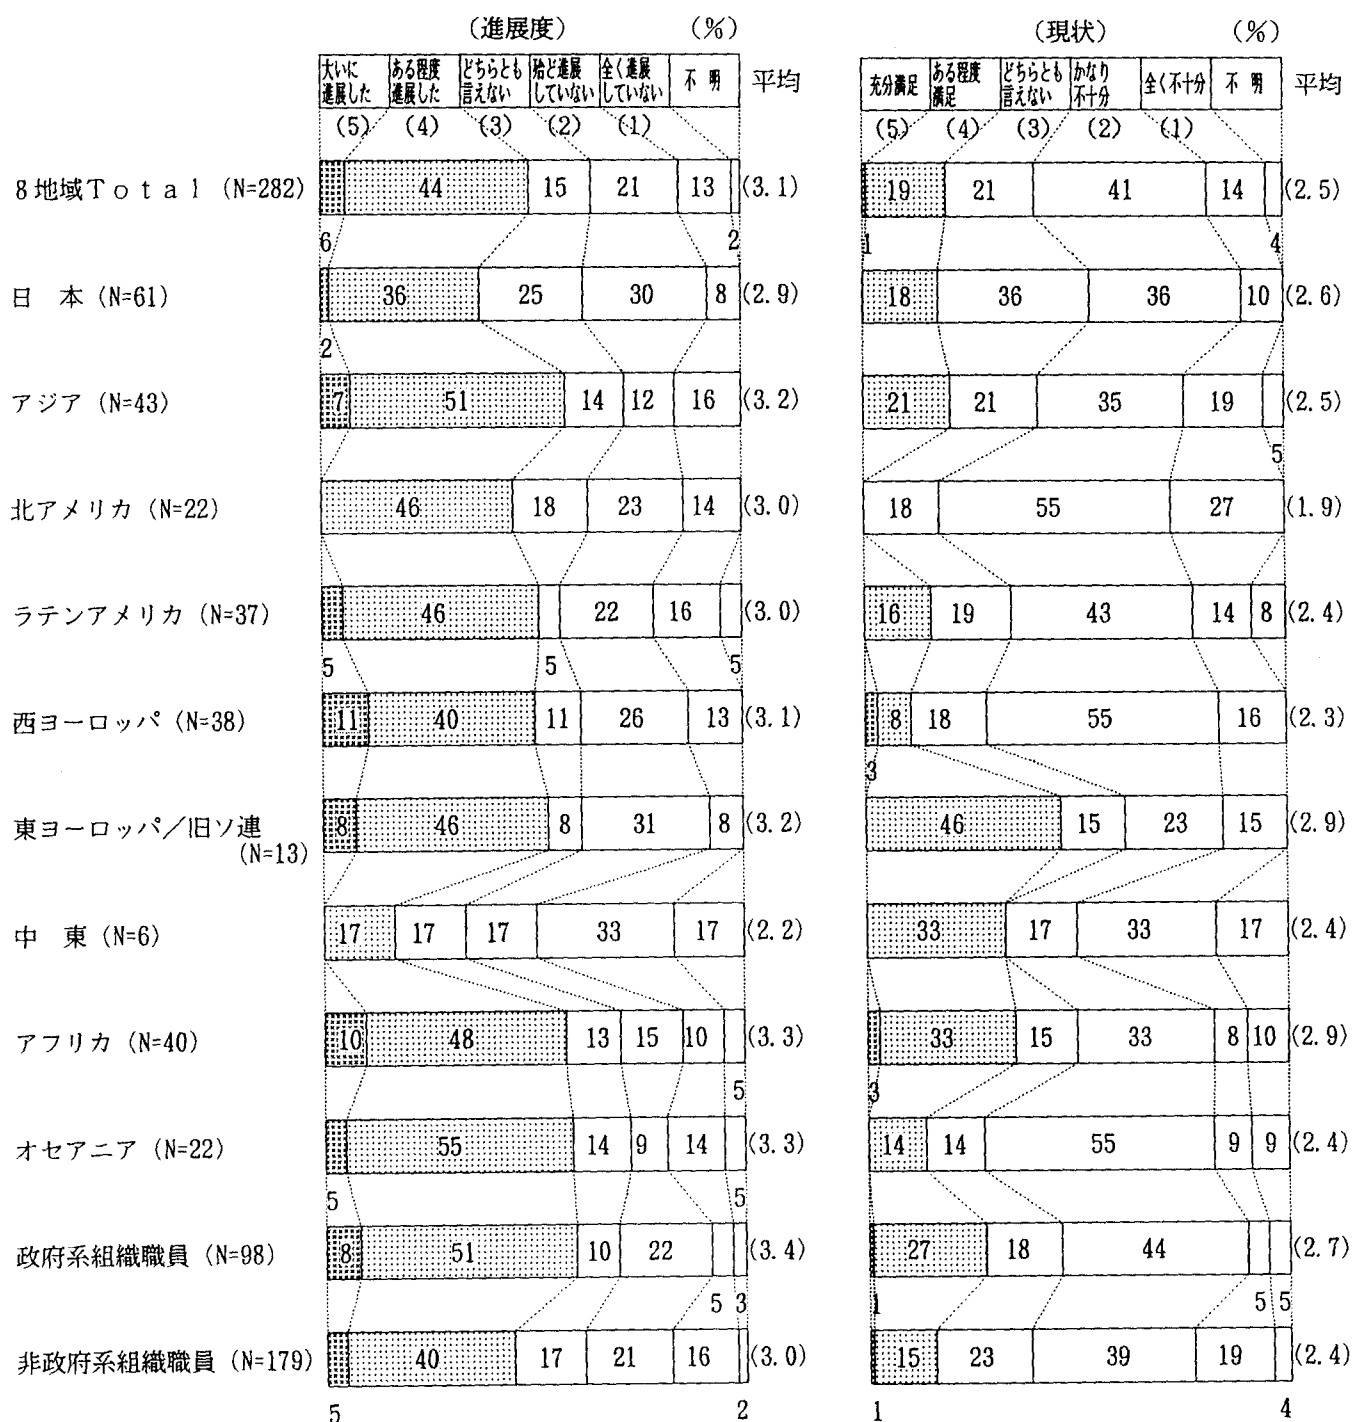 (進展度) (%) (現状) (%)
大いに進展した ある程度進展した どちらとも言えない 殆ど進展していない 全く進展していない 不明 平均 充分満足 ある程度満足 どちらとも言えない かなり不十分 全く不十分 不明 平均
(5) (4) (3) (2) (1) (5) (4) (3) (2) (1)
8地域Total (N=282) 44 15 21 13 (3.1) 19 21 41 14 (2.5)
6 2 1 4
日 本 (N=61) 36 25 30 8 (2.9) 18 36 36 10 (2.6)
2
アジア (N=43) 7 51 14 12 16 (3.2) 21 21 35 19 (2.5)
5
北アメリカ (N=22) 46 18 23 14 (3.0) 18 55 27 (1.9)
ラテンアメリカ (N=37) 46 22 16 (3.0) 16 19 43 14 8 (2.4)
5 5 5
西ヨーロッパ (N=38) 11 40 11 26 13 (3.1) 8 18 55 16 (2.3)
3
東ヨーロッパ/旧ソ連 8 46 8 31 8 (3.2) 46 15 23 15 (2.9)
(N=13)
中 東 (N=6) 17 17 17 33 17 (2.2) 33 17 33 17 (2.4)
アフリカ (N=40) 10 48 13 15 10 (3.3) 33 15 33 8 10 (2.9)
5 3
オセアニア (N=22) 55 14 9 14 (3.3) 14 14 55 9 9 (2.4)
5 5
政府系組織職員 (N=98) 8 51 10 22 (3.4) 27 18 44 (2.7)
5 3 1 5 5
非政府系組織職員 (N=179) 40 17 21 16 (3.0) 15 23 39 19 (2.4)
5 2 1 4